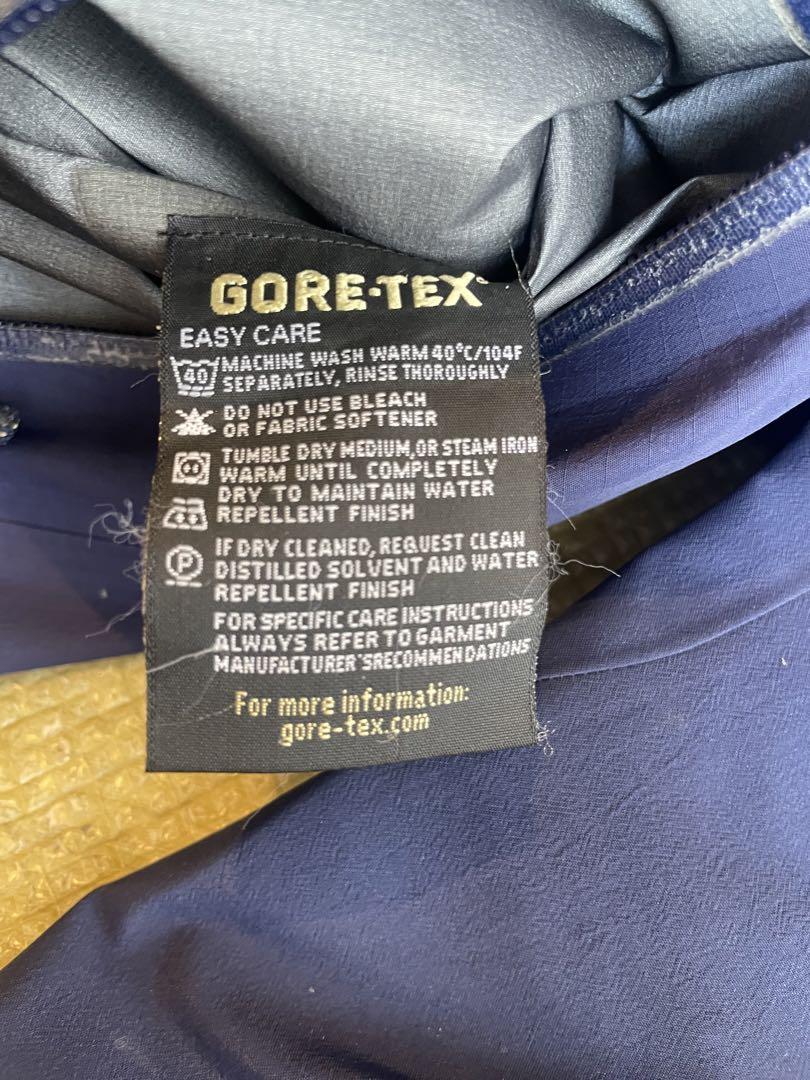 GORE-TEX
EASY CARE
40 MACHINE WASH WARM 40°C/104F
SEPARATELY, RINSE THOROUGHLY
DO NOT USE BLEACH
OR FABRIC SOFTENER
TUMBLE DRY MEDIUM, OR STEAM IRON
WARM UNTIL COMPLETELY
DRY TO MAINTAIN WATER
REPELLENT FINISH
P IF DRY CLEANED, REQUEST CLEAN
DISTILLED SOLVENT AND WATER
REPELLENT FINISH
FOR SPECIFIC CARE INSTRUCTIONS
ALWAYS REFER TO GARMENT
MANUFACTURER'SRECOMMENDATIONS
For more information:
gore-tex.com